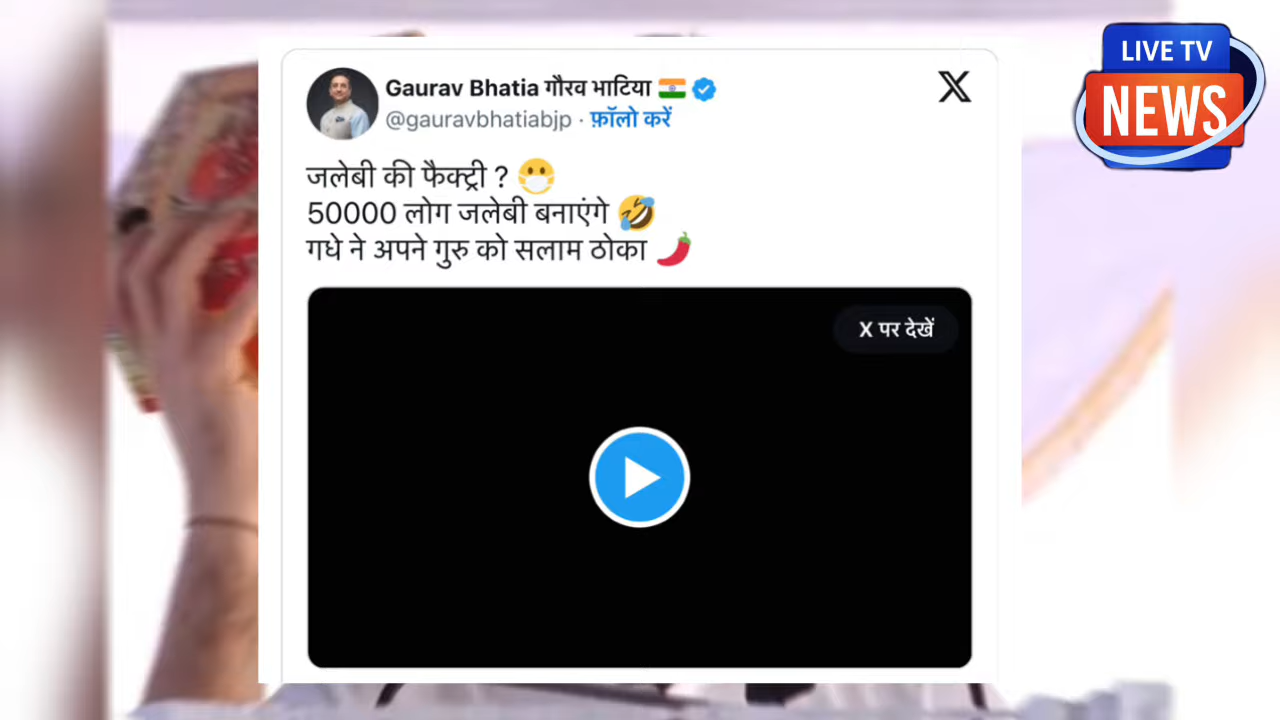 LIVE TV
NEWS
Gaurav Bhatia गौरव भाटिया
@gauravbhatiabjp · फ़ॉलो करें
जलेबी की फैक्ट्री ?
50000 लोग जलेबी बनाएंगे
गधे ने अपने गुरु को सलाम ठोका
X पर देखें